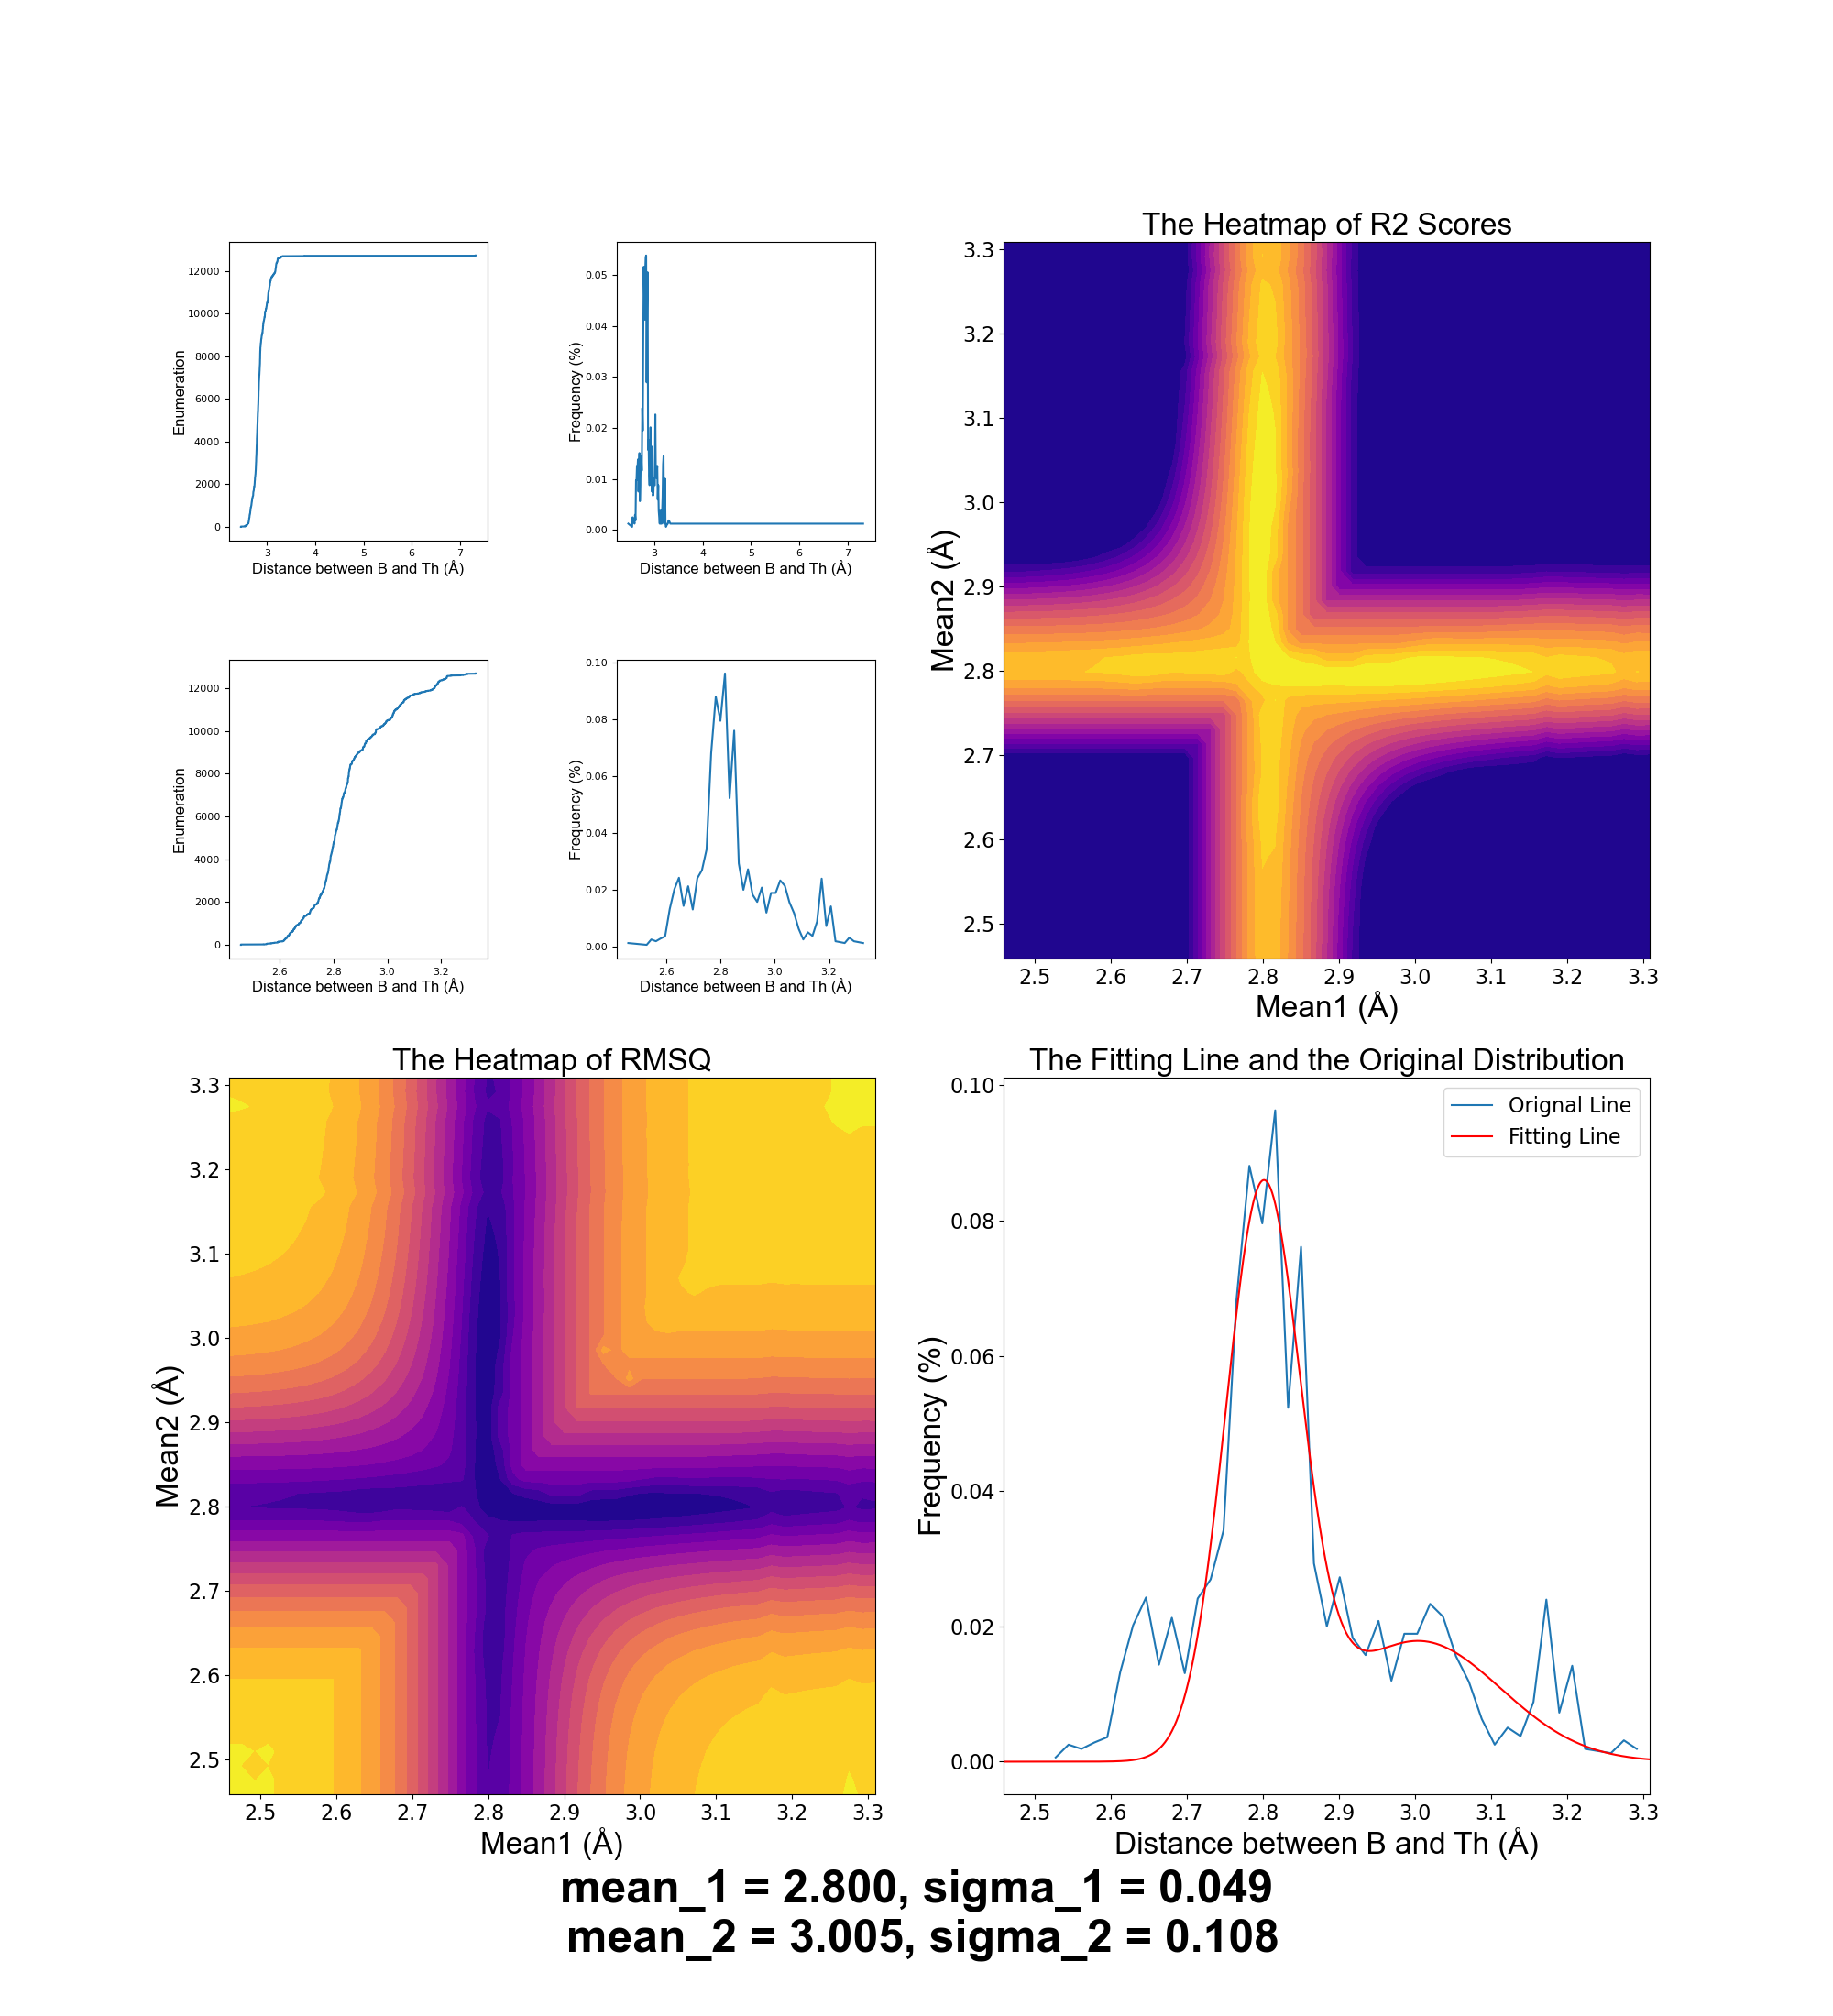 12000
10000
8000
6000
4000
2000
0
Enumeration
3 4 5 6 7
Distance between B and Th (Å)
0.05
0.04
0.03
0.02
0.01
0.00
Frequency (%)
3 4 5 6 7
Distance between B and Th (Å)
The Heatmap of R2 Scores
3.3
3.2
3.1
3.0
2.9
2.8
2.7
2.6
2.5
Mean2 (Å)
2.5 2.6 2.7 2.8 2.9 3.0 3.1 3.2 3.3
Mean1 (Å)
12000
10000
8000
6000
4000
2000
0
Enumeration
2.6 2.8 3.0 3.2
Distance between B and Th (Å)
0.10
0.08
0.06
0.04
0.02
0.00
Frequency (%)
2.6 2.8 3.0 3.2
Distance between B and Th (Å)
The Heatmap of RMSQ
3.3
3.2
3.1
3.0
2.9
2.8
2.7
2.6
2.5
Mean2 (Å)
2.5 2.6 2.7 2.8 2.9 3.0 3.1 3.2 3.3
Mean1 (Å)
The Fitting Line and the Original Distribution
Orignal Line
Fitting Line
0.10
0.08
0.06
0.04
0.02
0.00
Frequency (%)
2.5 2.6 2.7 2.8 2.9 3.0 3.1 3.2 3.3
Distance between B and Th (Å)
mean_1 = 2.800, sigma_1 = 0.049
mean_2 = 3.005, sigma_2 = 0.108